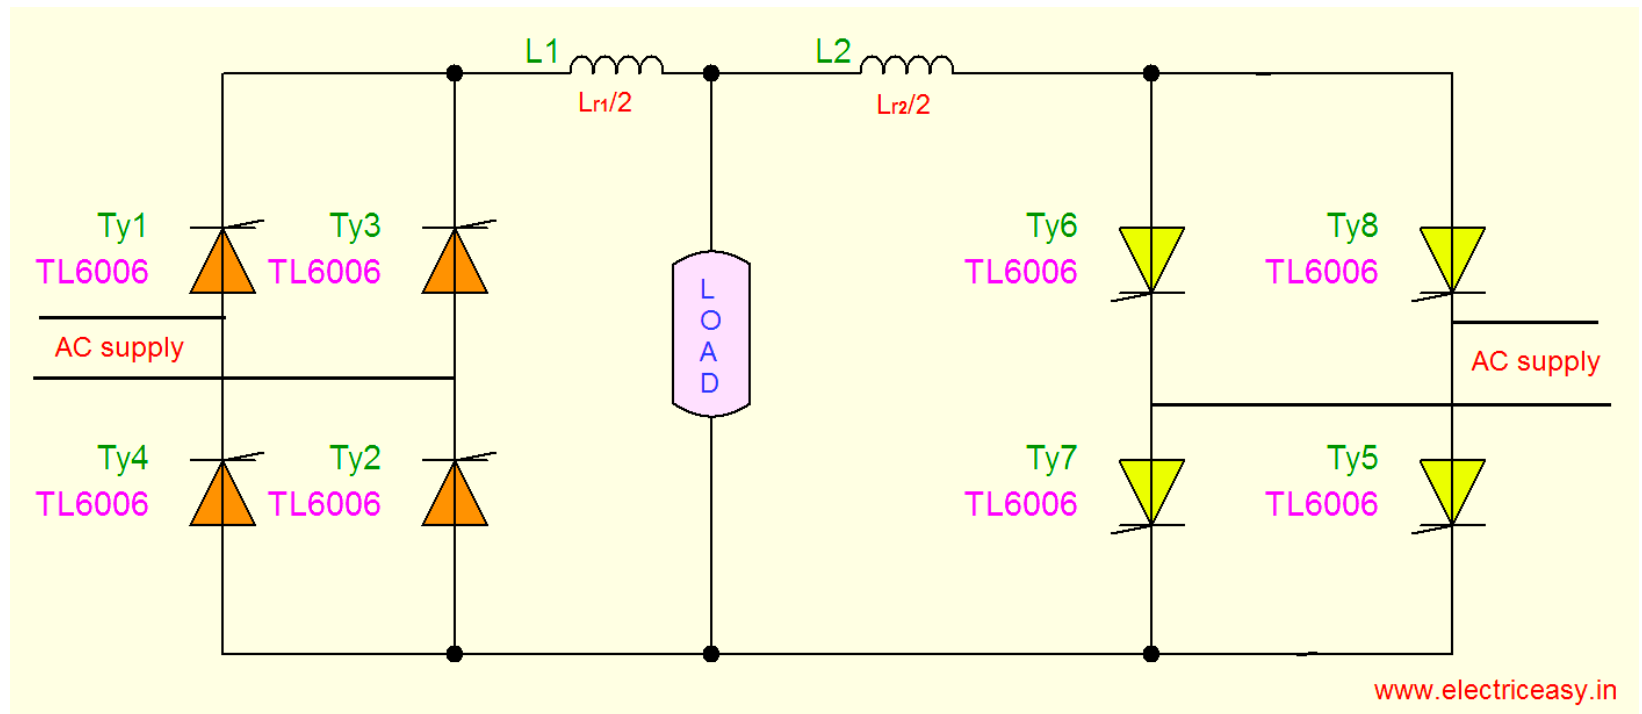 L1
L2
Lr1/2
Lr2/2
Ty1
TL6006
Ty3
TL6006
Ty6
TL6006
Ty8
TL6006
L
O
A
D
AC supply
AC supply
Ty4
TL6006
Ty2
TL6006
Ty7
TL6006
Ty5
TL6006
www.electriceasy.in